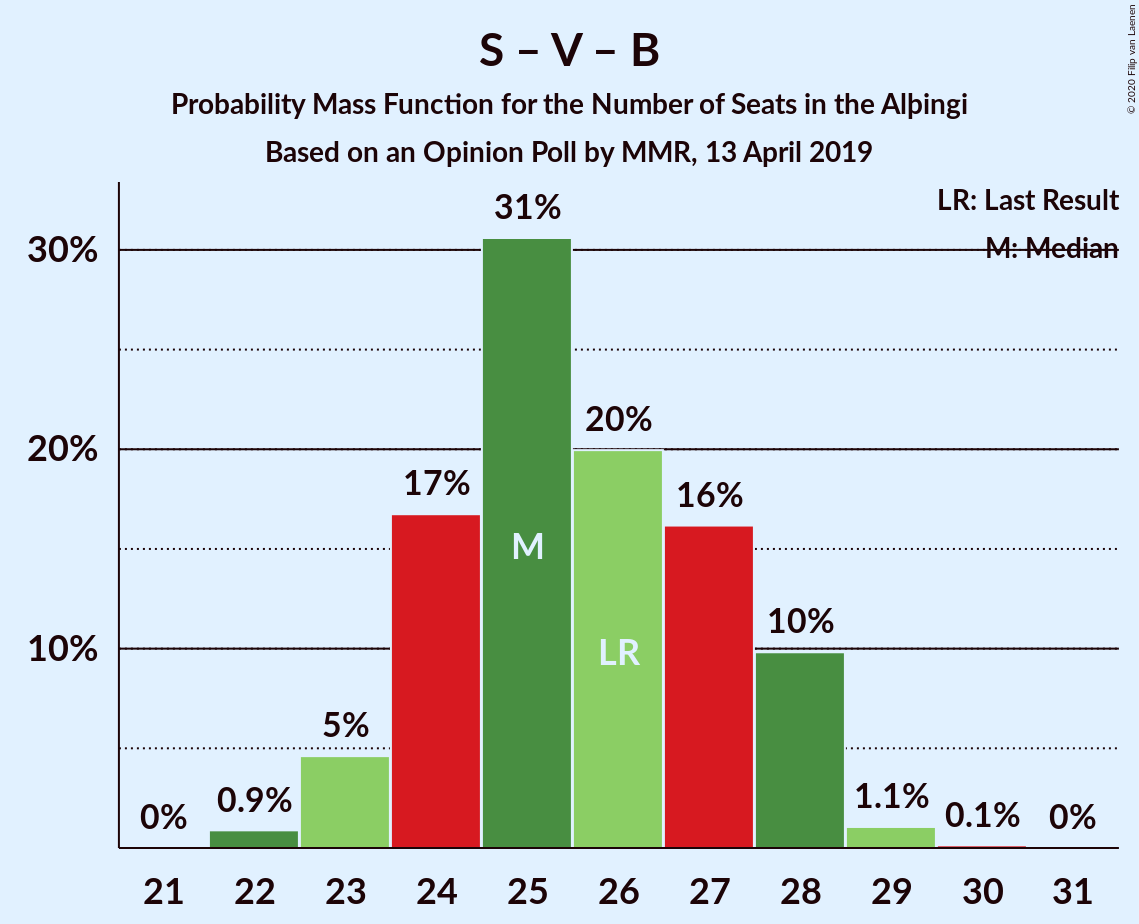 S – V – B
Probability Mass Function for the Number of Seats in the Alþingi
Based on an Opinion Poll by MMR, 13 April 2019
© 2020 Filip van Laenen
LR: Last Result
M: Median
30%
20%
10%
0%
0.9%
5%
17%
31%
20%
16%
10%
1.1%
0.1%
0%
M
LR
21 22 23 24 25 26 27 28 29 30 31